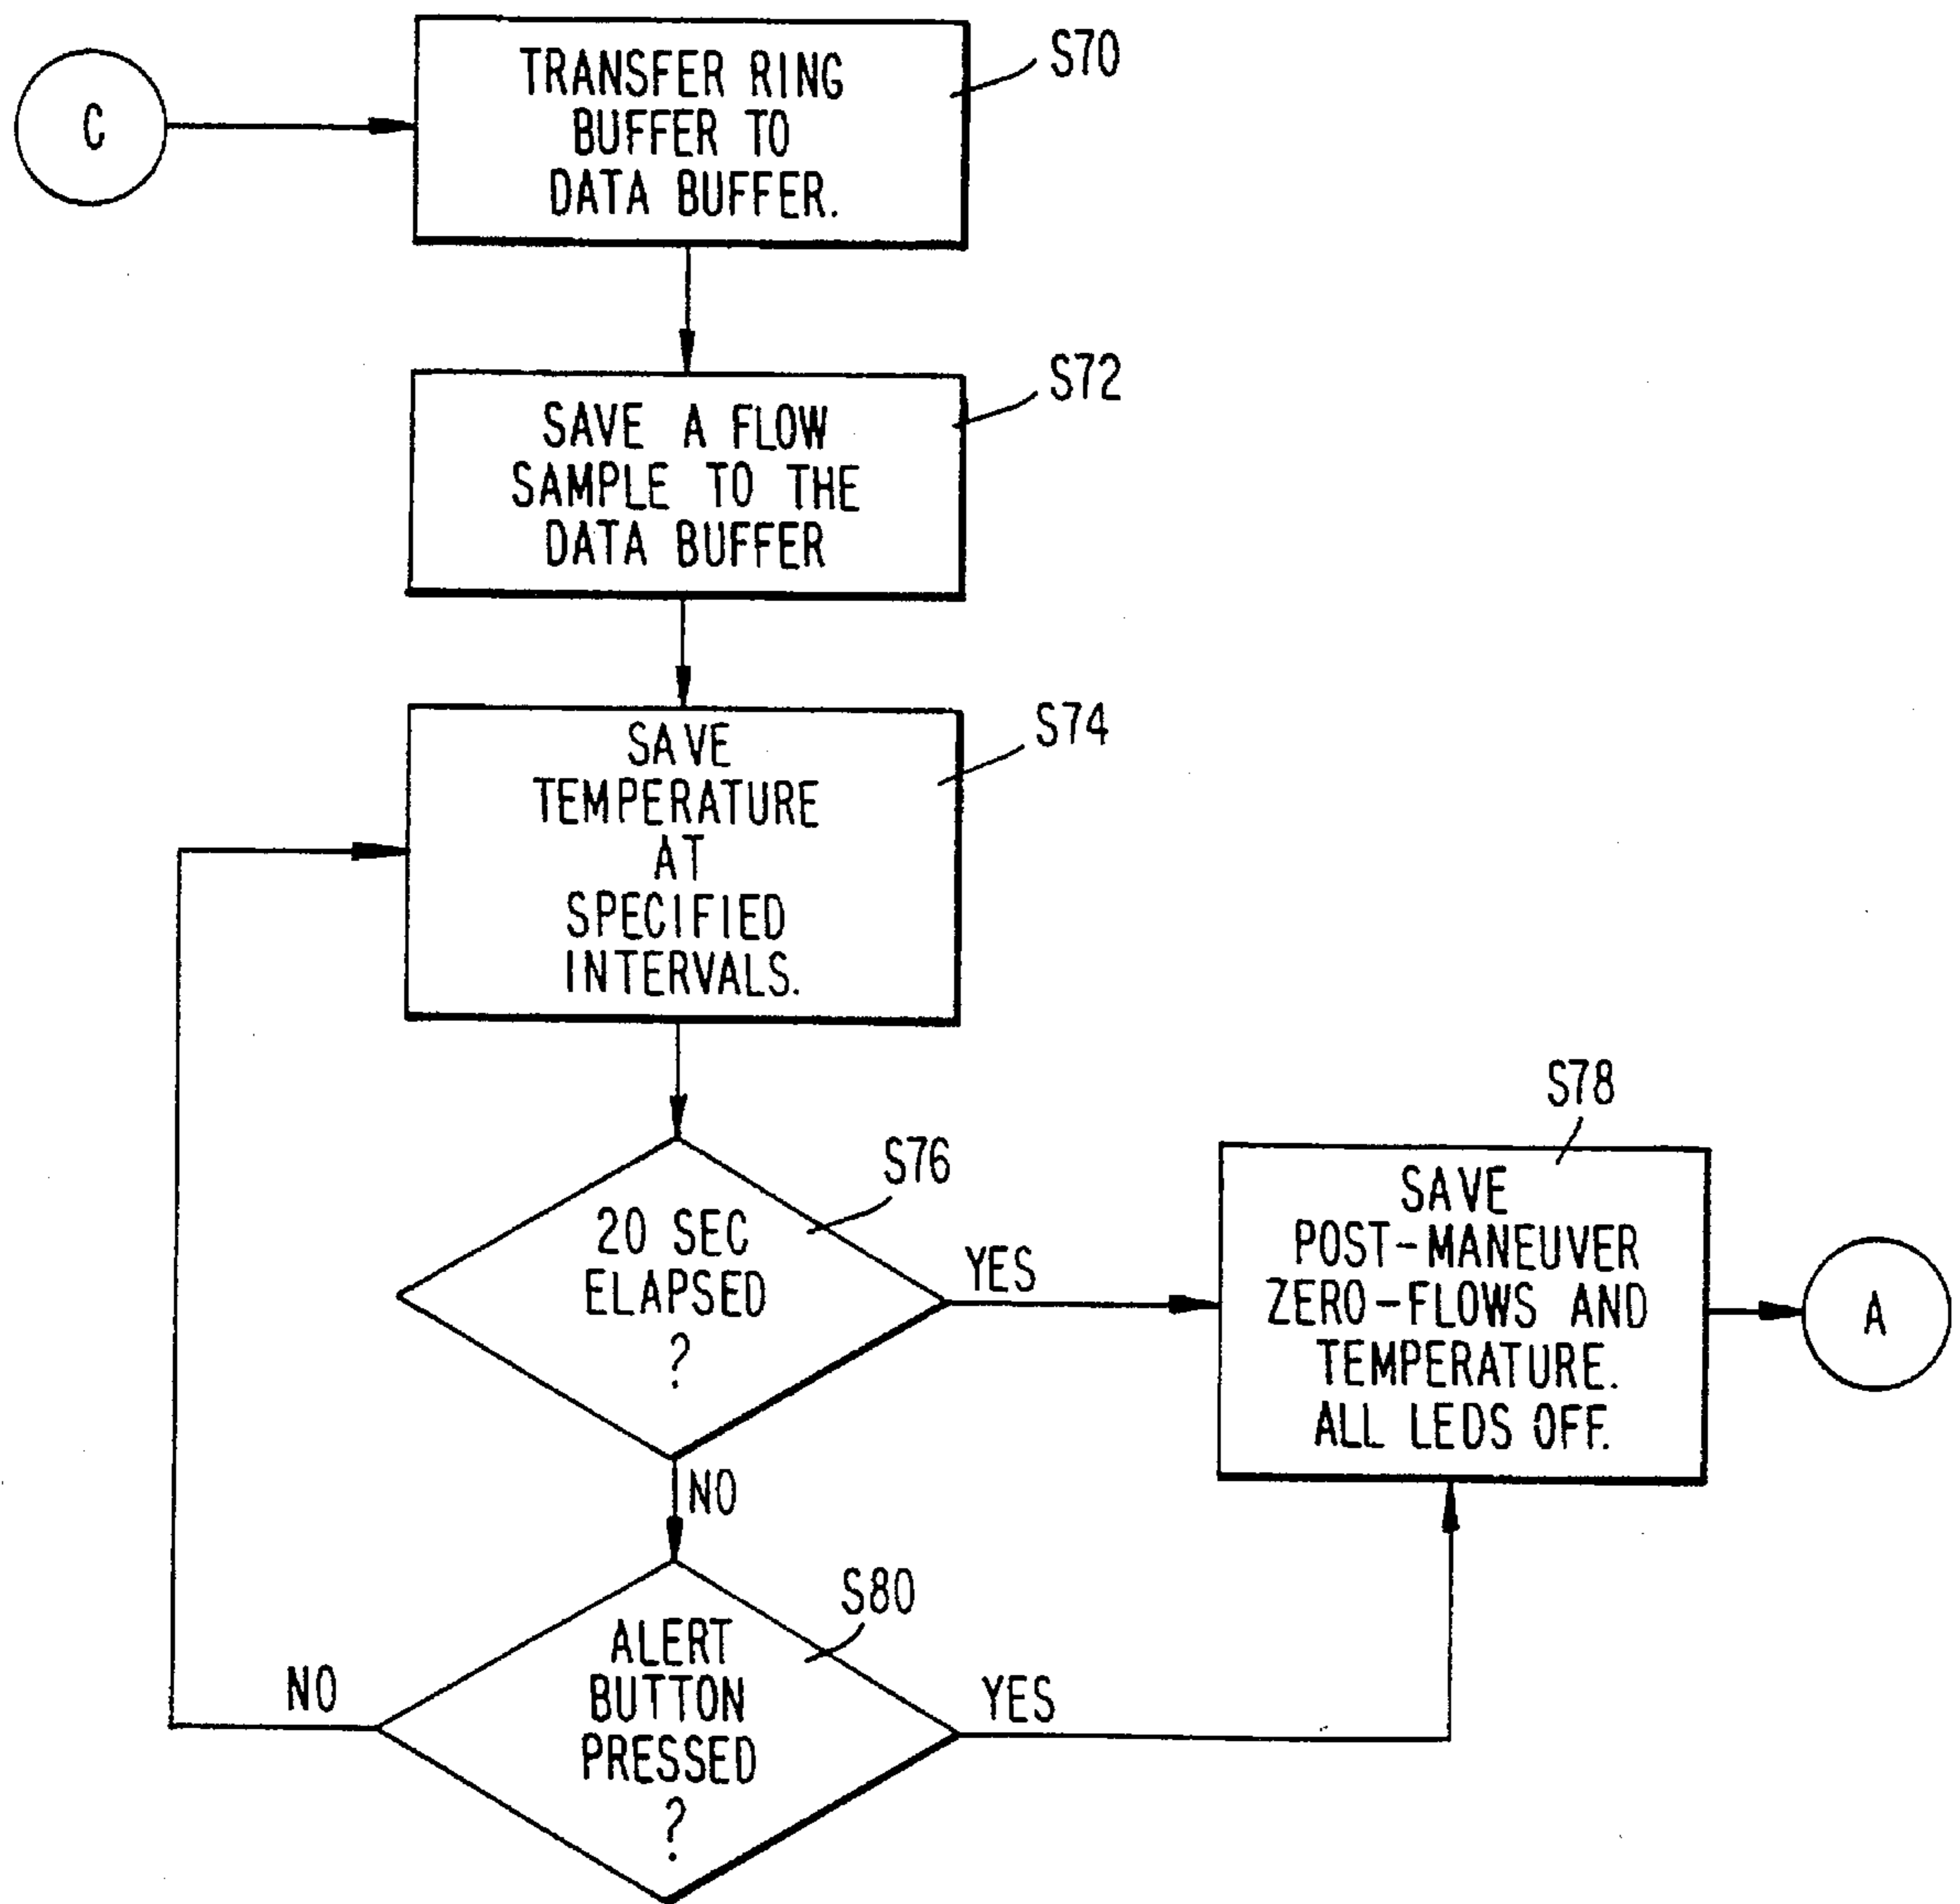 C
TRANSFER RING
BUFFER TO
DATA BUFFER.
S70
SAVE A FLOW
SAMPLE TO THE
DATA BUFFER
S72
SAVE
TEMPERATURE
AT
SPECIFIED
INTERVALS.
S74
20 SEC
ELAPSED
?
S76
YES
NO
SAVE
POST-MANEUVER
ZERO-FLOWS AND
TEMPERATURE.
ALL LEDS OFF.
S78
A
ALERT
BUTTON
PRESSED
?
S80
NO
YES